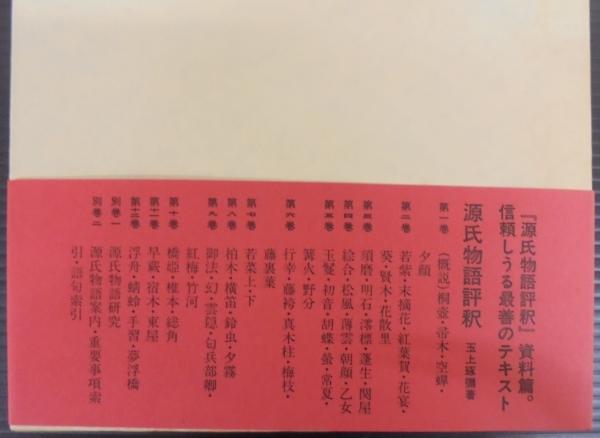 『源氏物語評釈』資料篇。
信頼しうる最善のテキスト
源氏物語評釈　玉上琢彌著
第一巻　(概説)桐壺・帚木・空蟬・
夕顔
第二巻　若紫・末摘花・紅葉賀・花宴・
葵・賢木・花散里
第三巻　須磨・明石・澪標・蓬生・関屋
第四巻　絵合・松風・薄雲・朝顔・乙女
第五巻　玉鬘・初音・胡蝶・螢・常夏・
篝火・野分
第六巻　行幸・藤袴・真木柱・梅枝・
藤裏葉
第七巻　若菜上・下
第八巻　柏木・横笛・鈴虫・夕霧
第九巻　御法・幻・雲隠・匂兵部卿・
紅梅・竹河
第十巻　橋姫・椎本・総角
第十一巻　早蕨・宿木・東屋
第十二巻　浮舟・蜻蛉・手習・夢浮橋
別巻一　源氏物語研究
別巻二　源氏物語案内・重要事項索
引・語句索引